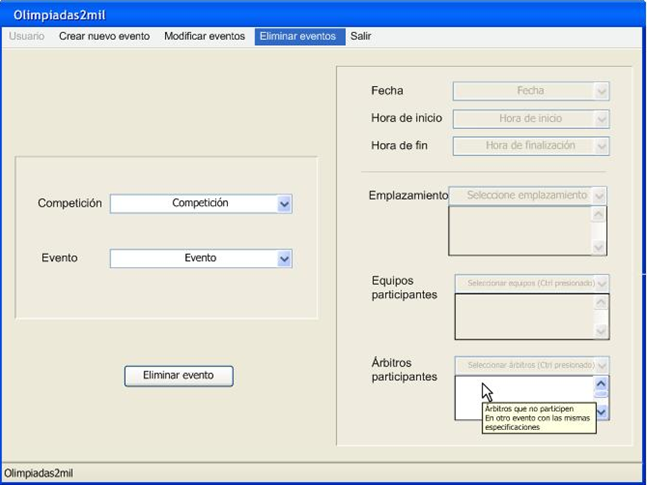 Olimpiadas2mil
Usuario Crear nuevo evento Modificar eventos Eliminar eventos Salir
Competición Competición
Evento Evento
Eliminar evento
Fecha Fecha
Hora de inicio Hora de inicio
Hora de fin Hora de finalización
Emplazamiento Seleccione emplazamiento
Equipos
participantes
Seleccionar equipos (Ctrl presionado)
Árbitros
participantes
Seleccionar árbitros (Ctrl presionado)
Árbitros que no participen
En otro evento con las mismas
especificaciones
Olimpiadas2mil